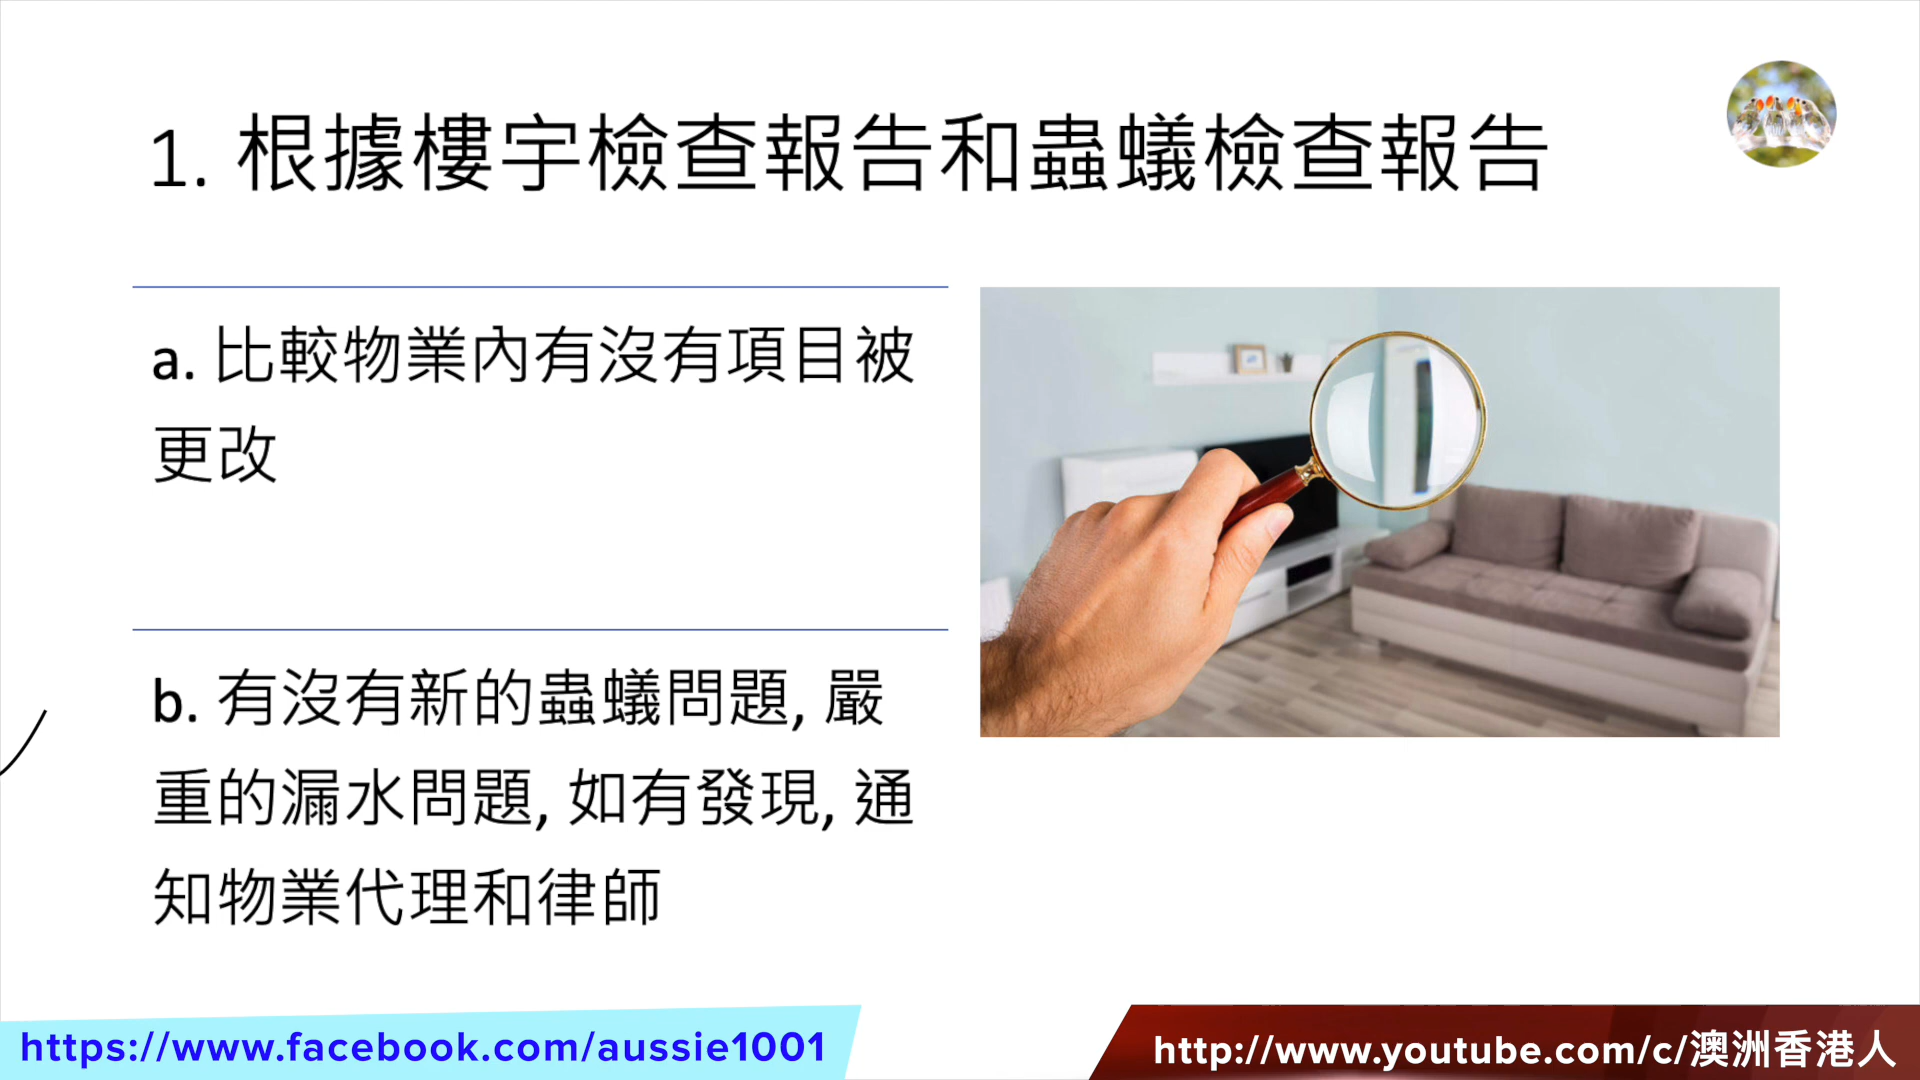 1. 根據樓宇檢查報告和蟲蟻檢查報告
a. 比較物業內有沒有項目被
更改
b. 有沒有新的蟲蟻問題, 嚴
重的漏水問題, 如有發現, 通
知物業代理和律師
https://www.facebook.com/aussie1001
http://www.youtube.com/c/澳洲香港人